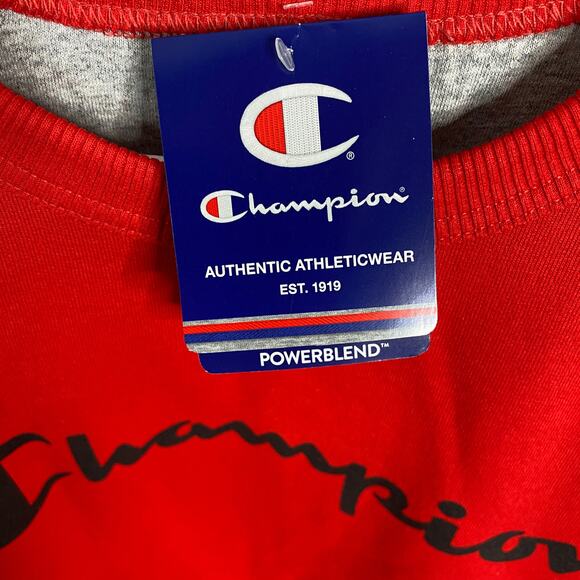 Champion®
AUTHENTIC ATHLETICWEAR
EST. 1919
POWERBLEND™
Champion